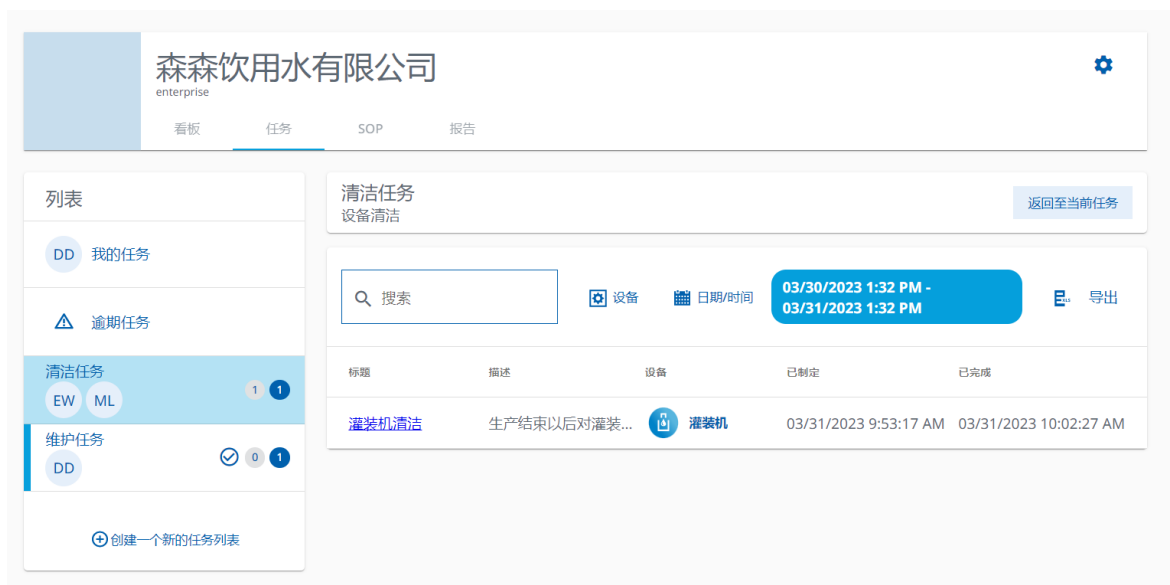 森森饮用水有限公司
enterprise
看板 任务 SOP 报告
列表
DD 我的任务
逾期任务
清洁任务
EW ML 1 1
维护任务
DD 0 1
创建一个新的任务列表
清洁任务
设备清洁
返回至当前任务
搜索 设备 日期/时间
03/30/2023 1:32 PM -
03/31/2023 1:32 PM
导出
标题 描述 设备 已制定 已完成
灌装机清洁 生产结束以后对灌装... 灌装机 03/31/2023 9:53:17 AM 03/31/2023 10:02:27 AM